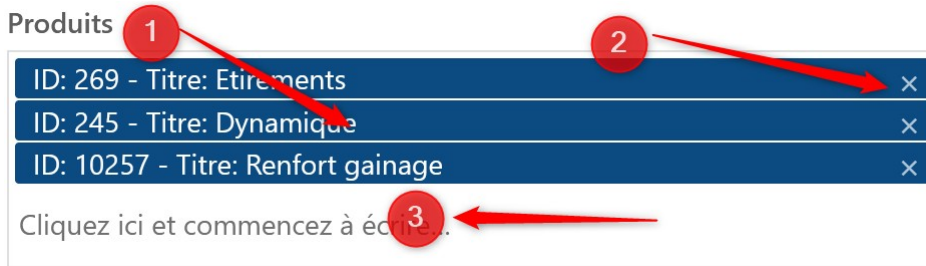 Produits
1
2
ID: 269 - Titre: Etirements ×
ID: 245 - Titre: Dynamique ×
ID: 10257 - Titre: Renfort gainage ×
Cliquez ici et commencez à écrire...
3